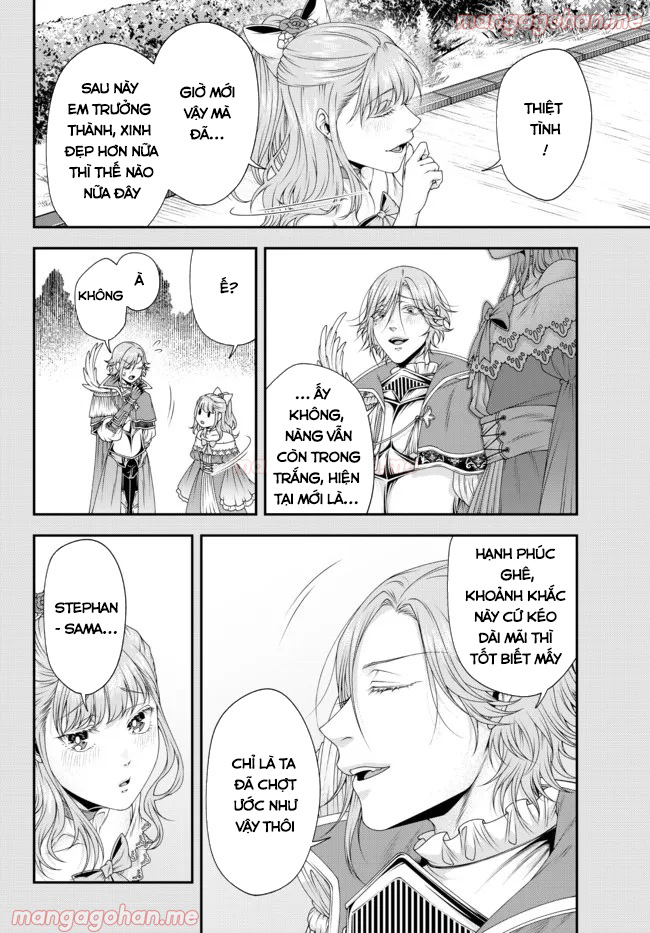 mangagohan.me
THIỆT
TÌNH
!
GIỜ MỚI
VẬY MÀ
ĐÃ...
SAU NÀY
EM TRƯỞNG
THÀNH, XINH
ĐẸP HƠN NỮA
THÌ THẾ NÀO
NỮA ĐÂY
... ẤY
KHÔNG,
NÀNG VẪN
CÒN TRONG
TRẮNG, HIỆN
TẠI MỚI LÀ...
Ế?
À
KHÔNG
HẠNH PHÚC
GHÊ,
KHOẢNH KHẮC
NÀY CỨ KÉO
DÀI MÃI THÌ
TỐT BIẾT MẤY
CHỈ LÀ TA
ĐÃ CHỢT
ƯỚC NHƯ
VẬY THÔI
STEPHAN
- SAMA...
mangagohan.me
mangagohan.me